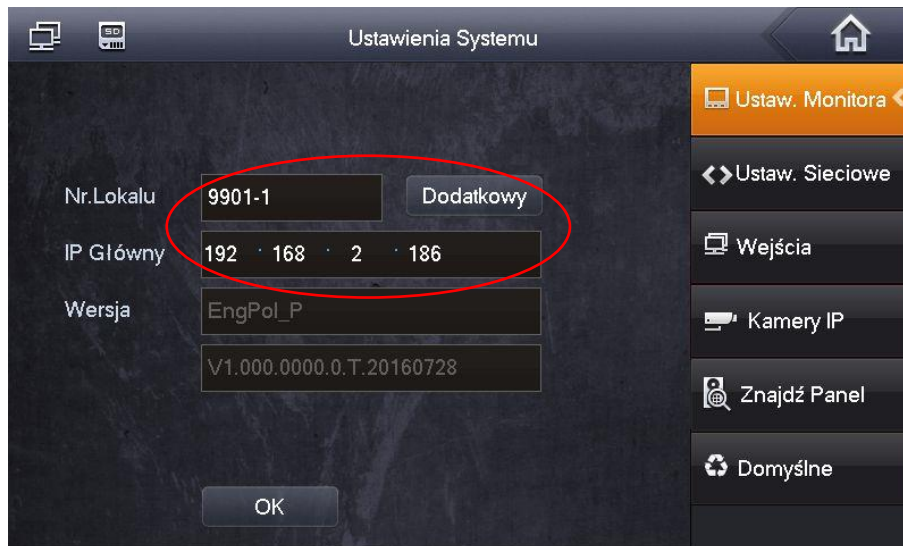 SD
Ustawienia Systemu
Ustaw. Monitora
Ustaw. Sieciowe
Wejścia
Kamery IP
Znajdź Panel
Domyślne
Nr.Lokalu 9901-1 Dodatkowy
IP Główny 192 . 168 . 2 . 186
Wersja EngPol_P
V1.000.0000.0.T.20160728
OK